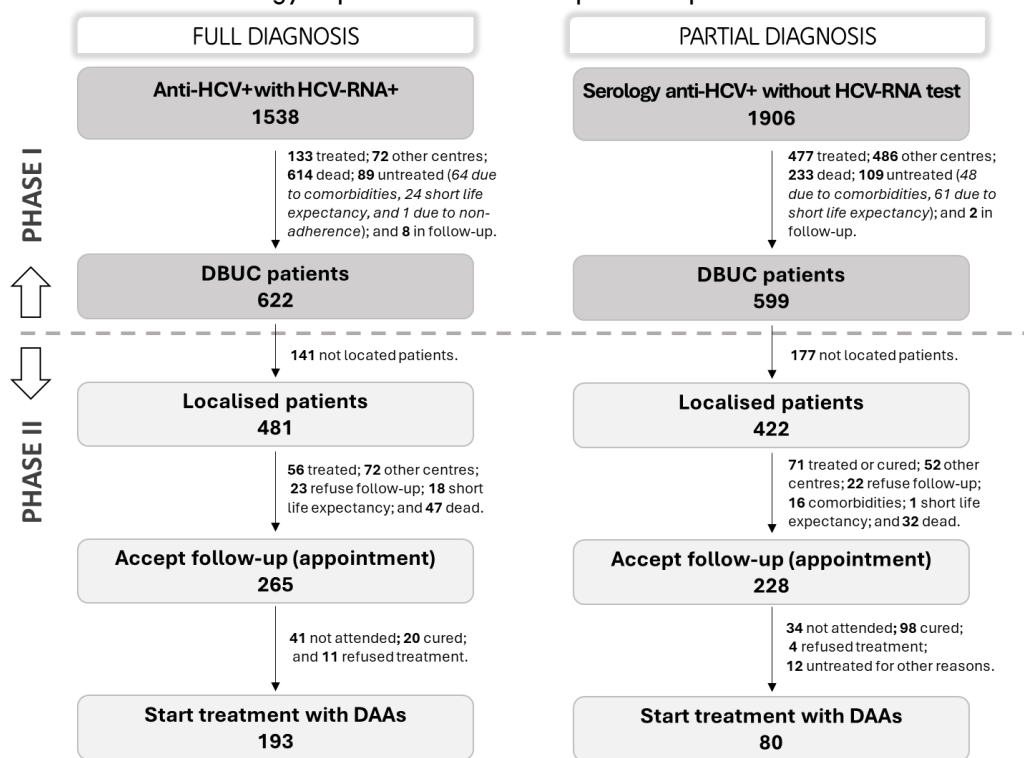 FULL DIAGNOSIS
Anti-HCV+ with HCV-RNA+
1538
133 treated; 72 other centres;
614 dead; 89 untreated (64 due
to comorbidities, 24 short life
expectancy, and 1 due to non-
adherence); and 8 in follow-up.
DBUC patients
622
141 not located patients.
Localised patients
481
56 treated; 72 other centres;
23 refuse follow-up; 18 short
life expectancy; and 47 dead.
Accept follow-up (appointment)
265
41 not attended; 20 cured;
and 11 refused treatment.
Start treatment with DAAs
193
PARTIAL DIAGNOSIS
Serology anti-HCV+ without HCV-RNA test
1906
477 treated; 486 other centres;
233 dead; 109 untreated (48
due to comorbidities, 61 due to
short life expectancy); and 2 in
follow-up.
DBUC patients
599
177 not located patients.
Localised patients
422
71 treated or cured; 52 other
centres; 22 refuse follow-up;
16 comorbidities; 1 short life
expectancy; and 32 dead.
Accept follow-up (appointment)
228
34 not attended; 98 cured;
4 refused treatment;
12 untreated for other reasons.
Start treatment with DAAs
80
PHASE I
PHASE II